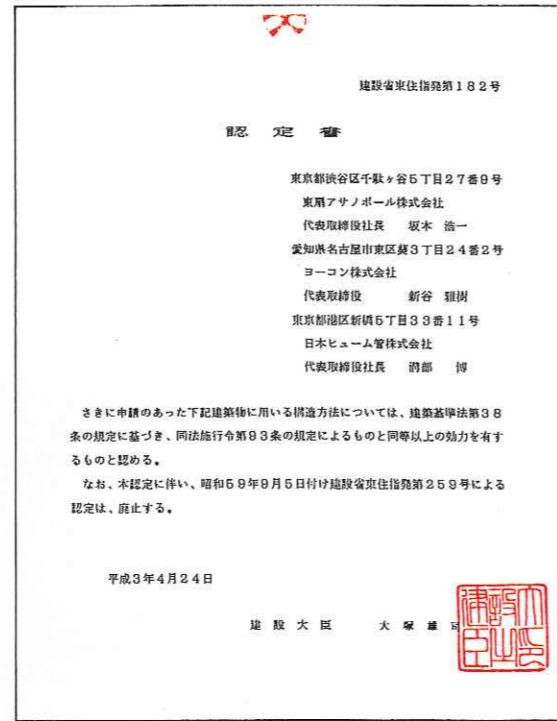 建設省東住指発第182号
認定書
東京都渋谷区千駄ヶ谷5丁目27番9号
東扇アサノポール株式会社
代表取締役社長 坂本 浩一
愛知県名古屋市東区葵3丁目24番2号
ヨーコン株式会社
代表取締役 新谷 雅樹
東京都港区新橋5丁目33番11号
日本ヒューム管株式会社
代表取締役社長 部 博
さきに申請のあった下記建築物に用いる構造方法については、建築基準法第38
条の規定に基づき、同法施行令第93条の規定によるものと同等以上の効力を有す
るものと認める。
なお、本認定に伴い、昭和59年9月5日付け建設省東住指発第259号による
認定は、廃止する。
平成3年4月24日
建設大臣 大塚雄司
建設大臣